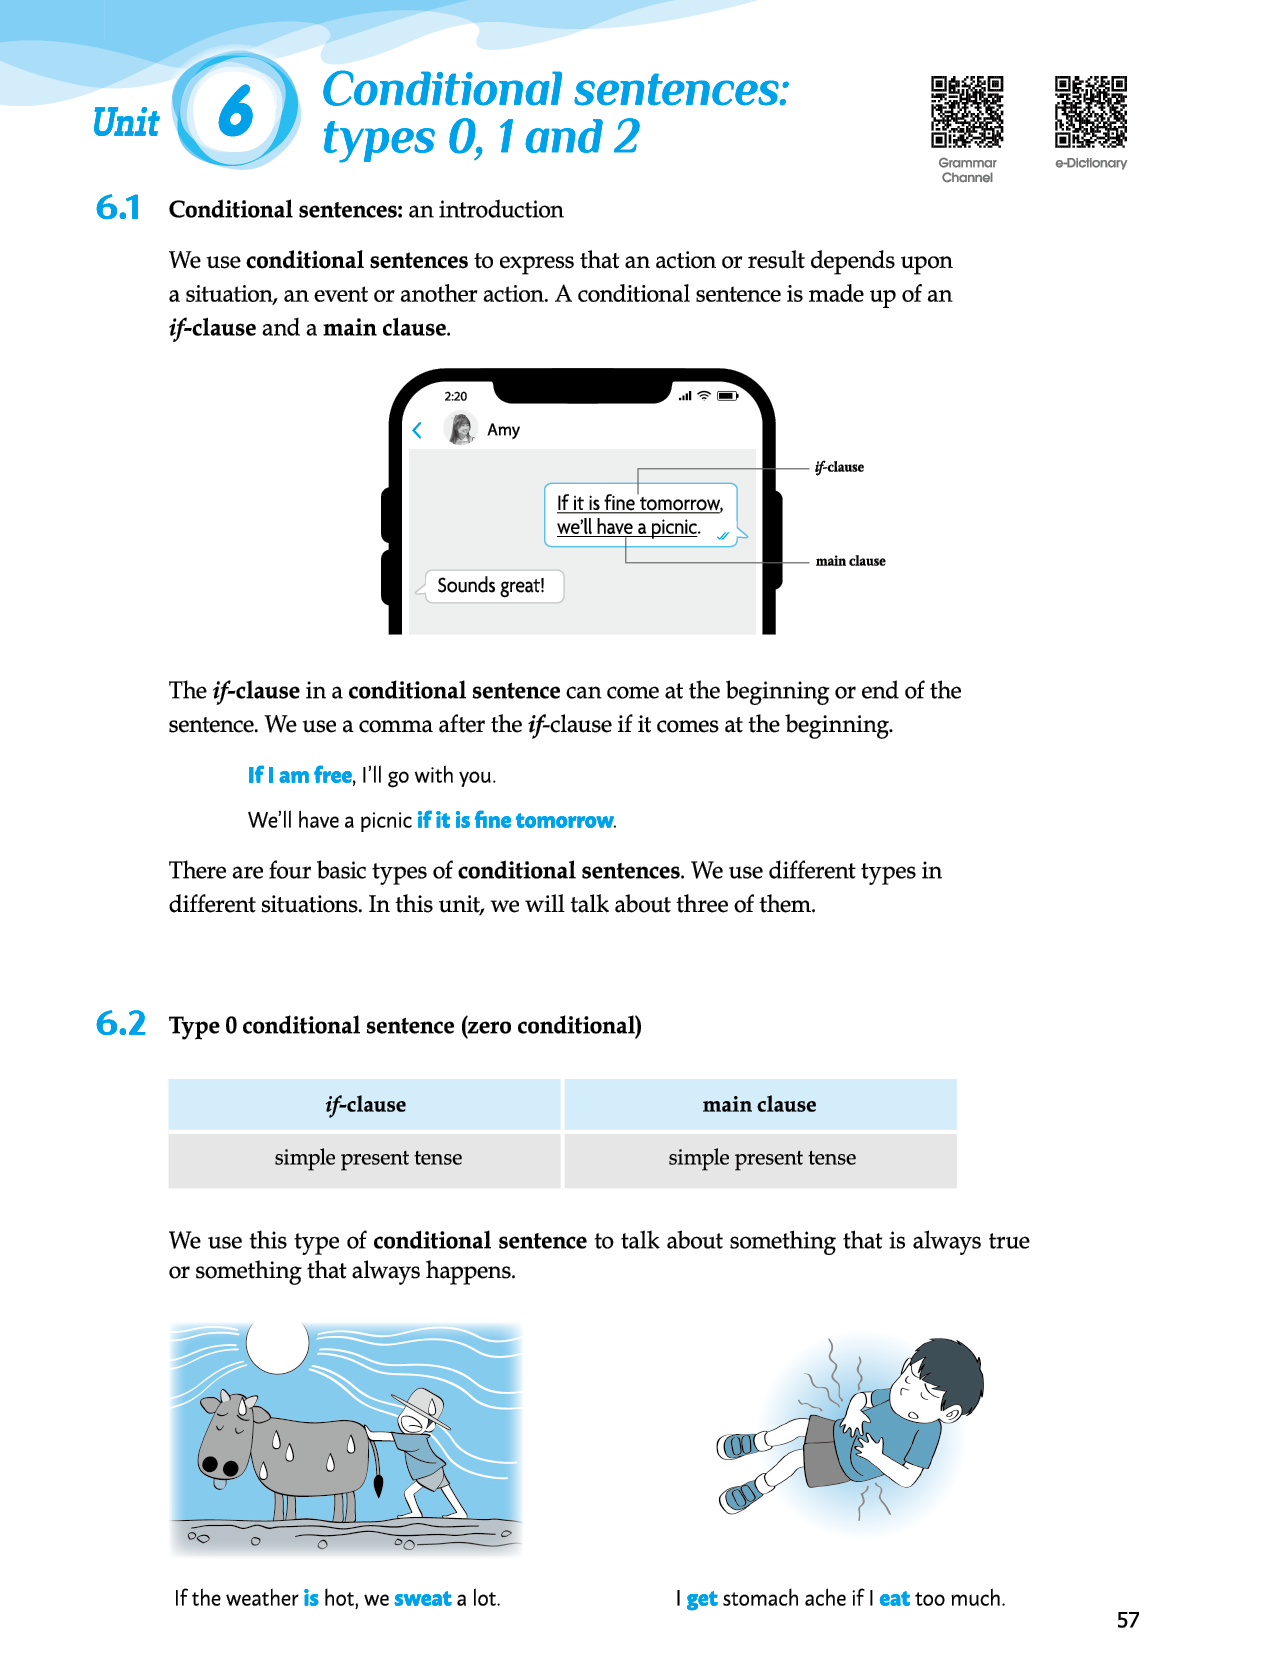 Unit 6
Conditional sentences:
types 0, 1 and 2
Grammar
Channel
e-Dictionary
6.1 Conditional sentences: an introduction
We use conditional sentences to express that an action or result depends upon
a situation, an event or another action. A conditional sentence is made up of an
if-clause and a main clause.
2:20
Amy
if-clause
If it is fine tomorrow,
we'll have a picnic.
main clause
Sounds great!
The if-clause in a conditional sentence can come at the beginning or end of the
sentence. We use a comma after the if-clause if it comes at the beginning.
If I am free, I'll go with you.
We'll have a picnic if it is fine tomorrow.
There are four basic types of conditional sentences. We use different types in
different situations. In this unit, we will talk about three of them.
6.2 Type 0 conditional sentence (zero conditional)
if-clause main clause
simple present tense simple present tense
We use this type of conditional sentence to talk about something that is always true
or something that always happens.
If the weather is hot, we sweat a lot.
I get stomach ache if I eat too much.
57